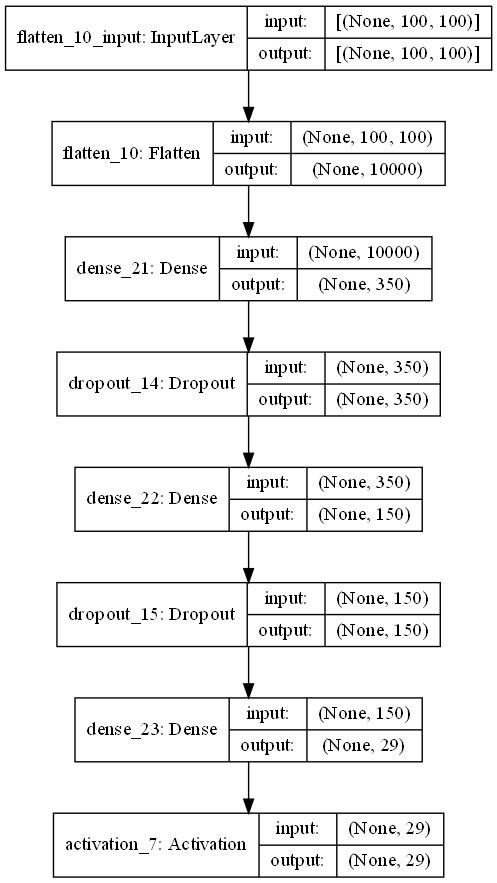 flatten_10_input: InputLayer
input: [(None, 100, 100)]
output: [(None, 100, 100)]
flatten_10: Flatten
input: (None, 100, 100)
output: (None, 10000)
dense_21: Dense
input: (None, 10000)
output: (None, 350)
dropout_14: Dropout
input: (None, 350)
output: (None, 350)
dense_22: Dense
input: (None, 350)
output: (None, 150)
dropout_15: Dropout
input: (None, 150)
output: (None, 150)
dense_23: Dense
input: (None, 150)
output: (None, 29)
activation_7: Activation
input: (None, 29)
output: (None, 29)